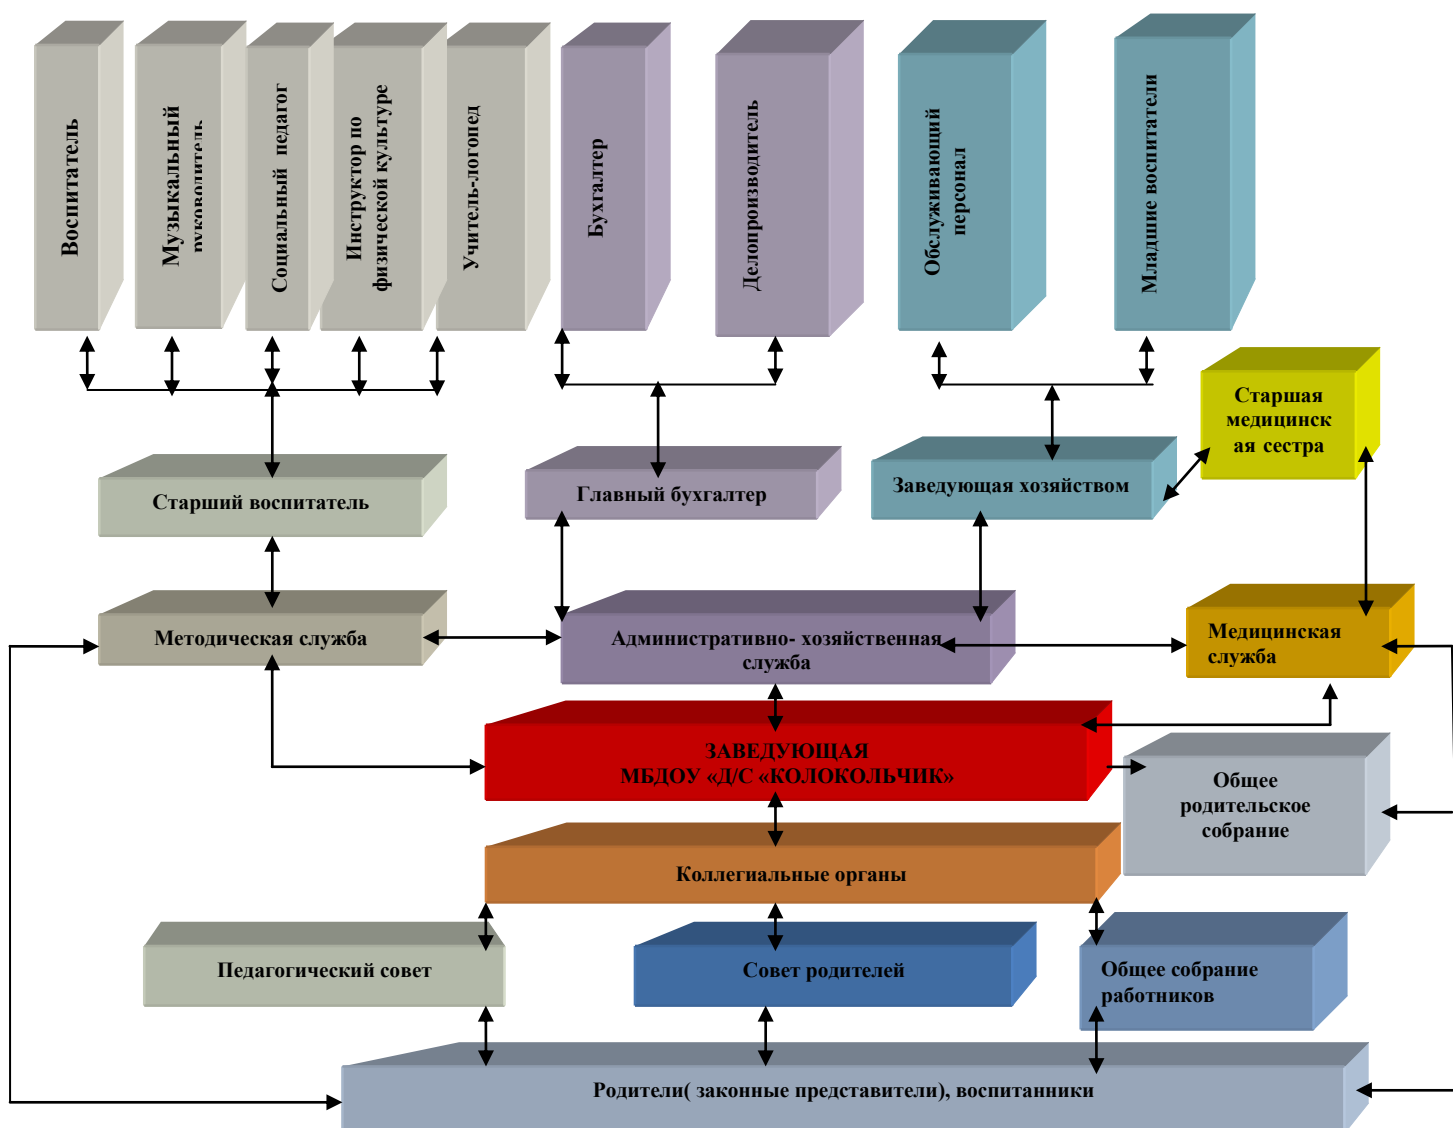 Воспитатель
Музыкальный
руководитель
Социальный педагог
Инструктор по
физической культуре
Учитель-логопед
Бухгалтер
Делопроизводитель
Обслуживающий
персонал
Младшие воспитатели
Старшая
медицинск
ая сестра
Старший воспитатель
Главный бухгалтер
Заведующая хозяйством
Методическая служба
Административно- хозяйственная
служба
Медицинская
служба
ЗАВЕДУЮЩАЯ
МБДОУ «Д/С «КОЛОКОЛЬЧИК»
Общее
родительское
собрание
Коллегиальные органы
Педагогический совет
Совет родителей
Общее собрание
работников
Родители( законные представители), воспитанники